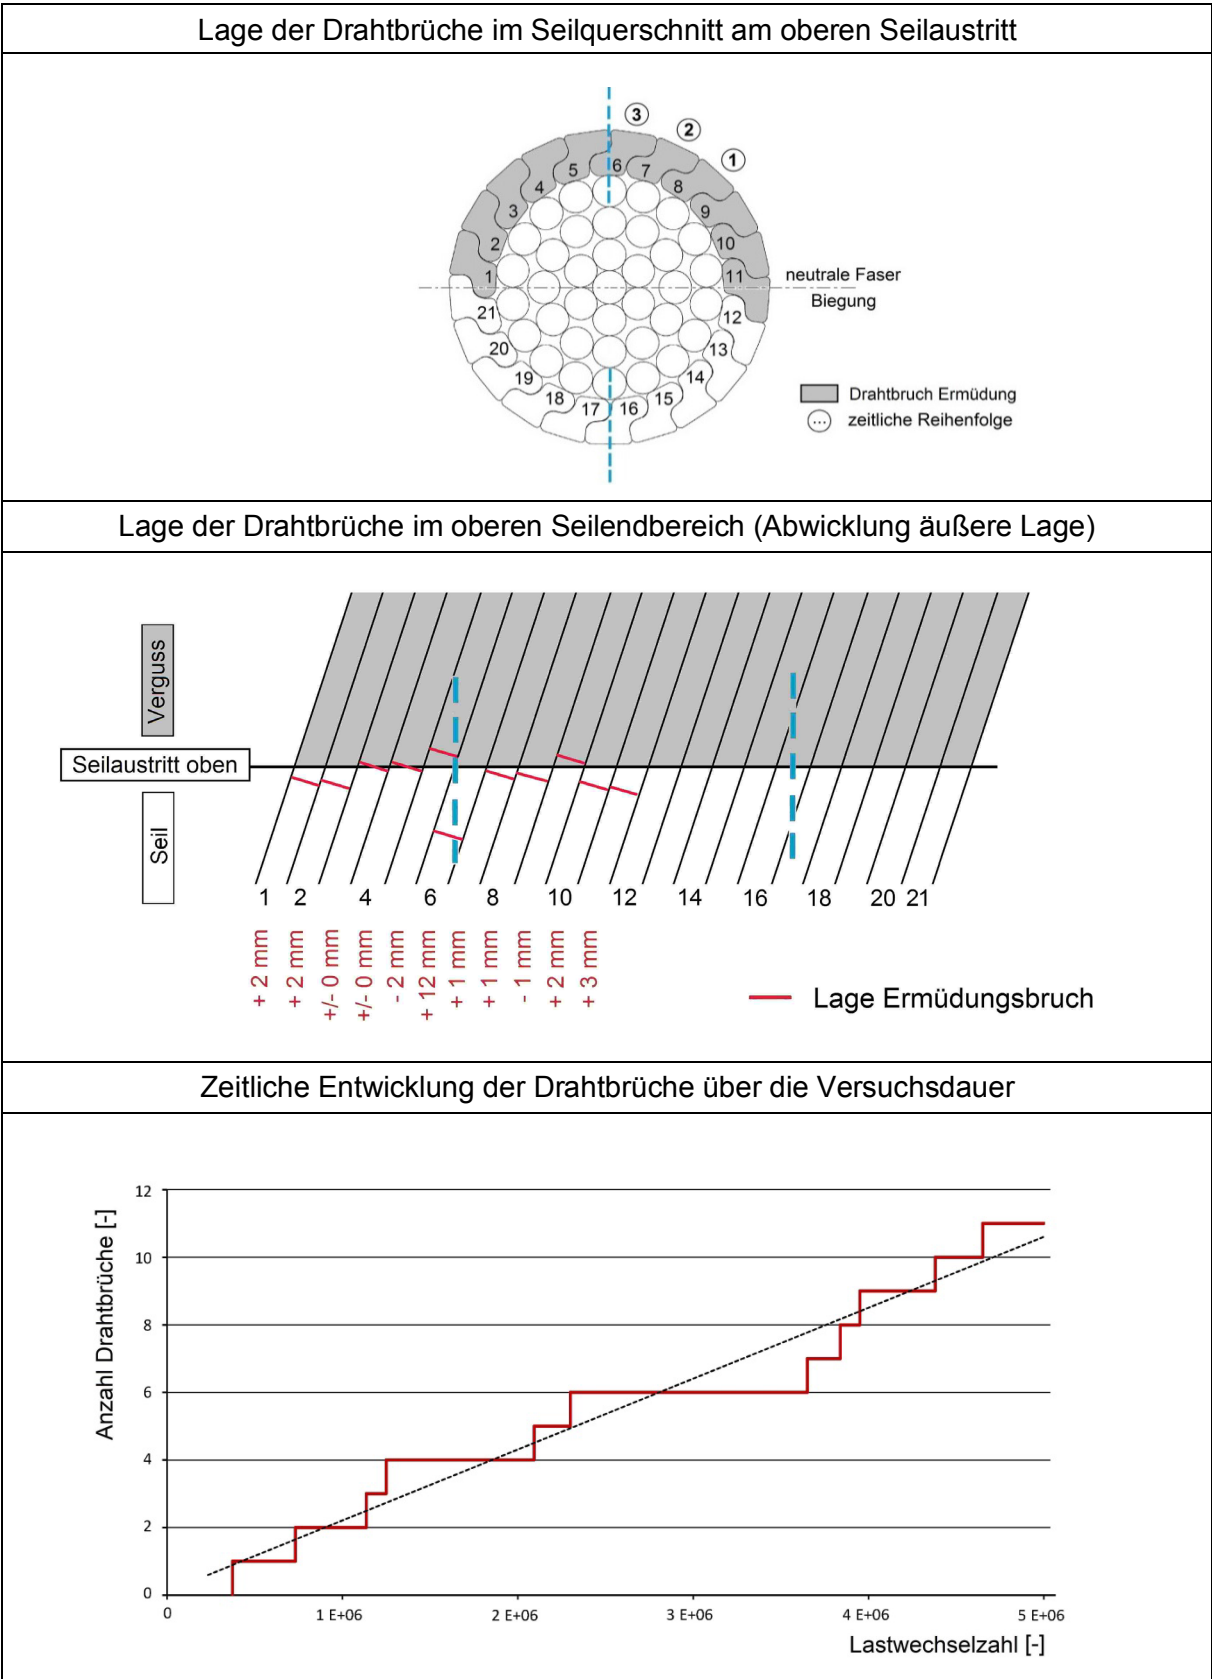 Lage der Drahtbrüche im Seilquerschnitt am oberen Seilaustritt
3
2
1
5
6
7
4
8
3
9
2
10
1
11
neutrale Faser
Biegung
21
12
20
13
19
14
18
15
17
16
Drahtbruch Ermüdung
... zeitliche Reihenfolge
Lage der Drahtbrüche im oberen Seilendbereich (Abwicklung äußere Lage)
Verguss
Seilaustritt oben
Seil
1 2 4 6 8 10 12 14 16 18 20 21
+ 2 mm
+ 2 mm
+/- 0 mm
+/- 0 mm
- 2 mm
+ 12 mm
+ 1 mm
+ 1 mm
- 1 mm
+ 2 mm
+ 3 mm
Lage Ermüdungsbruch
Zeitliche Entwicklung der Drahtbrüche über die Versuchsdauer
Anzahl Drahtbrüche [-]
12
10
8
6
4
2
0
0 1 E+06 2 E+06 3 E+06 4 E+06 5 E+06
Lastwechselzahl [-]